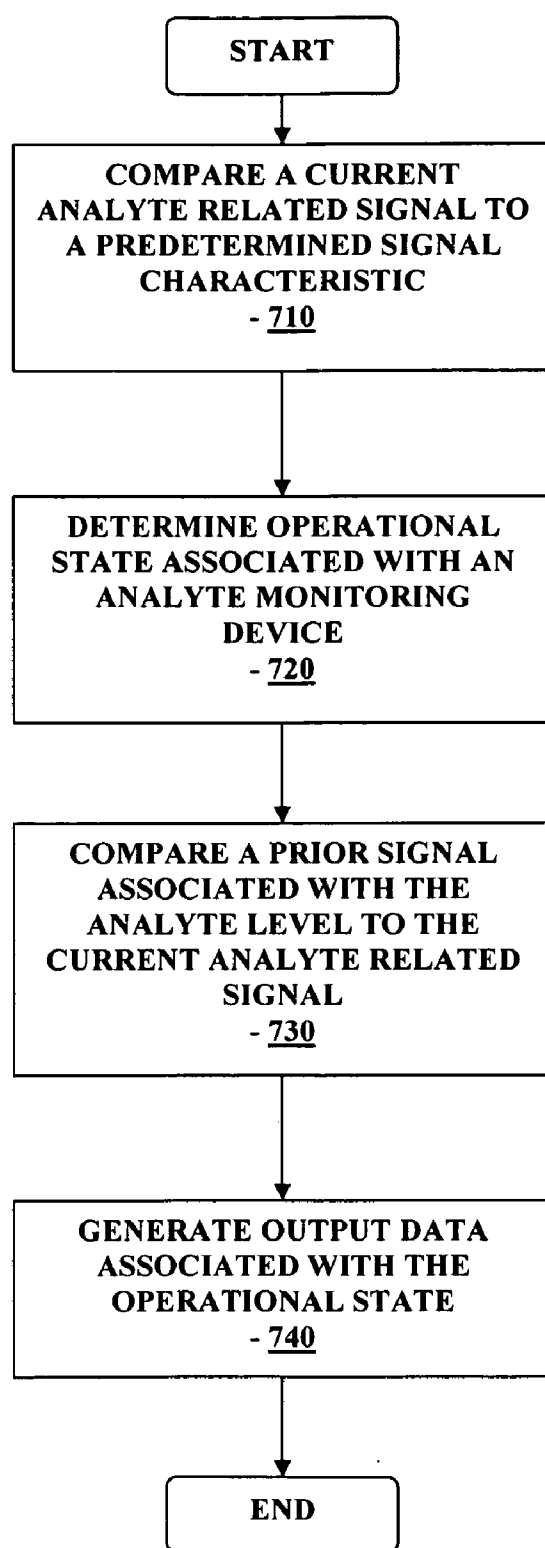 START
COMPARE A CURRENT
ANALYTE RELATED SIGNAL TO
A PREDETERMINED SIGNAL
CHARACTERISTIC
- 710
DETERMINE OPERATIONAL
STATE ASSOCIATED WITH AN
ANALYTE MONITORING
DEVICE
- 720
COMPARE A PRIOR SIGNAL
ASSOCIATED WITH THE
ANALYTE LEVEL TO THE
CURRENT ANALYTE RELATED
SIGNAL
- 730
GENERATE OUTPUT DATA
ASSOCIATED WITH THE
OPERATIONAL STATE
- 740
END